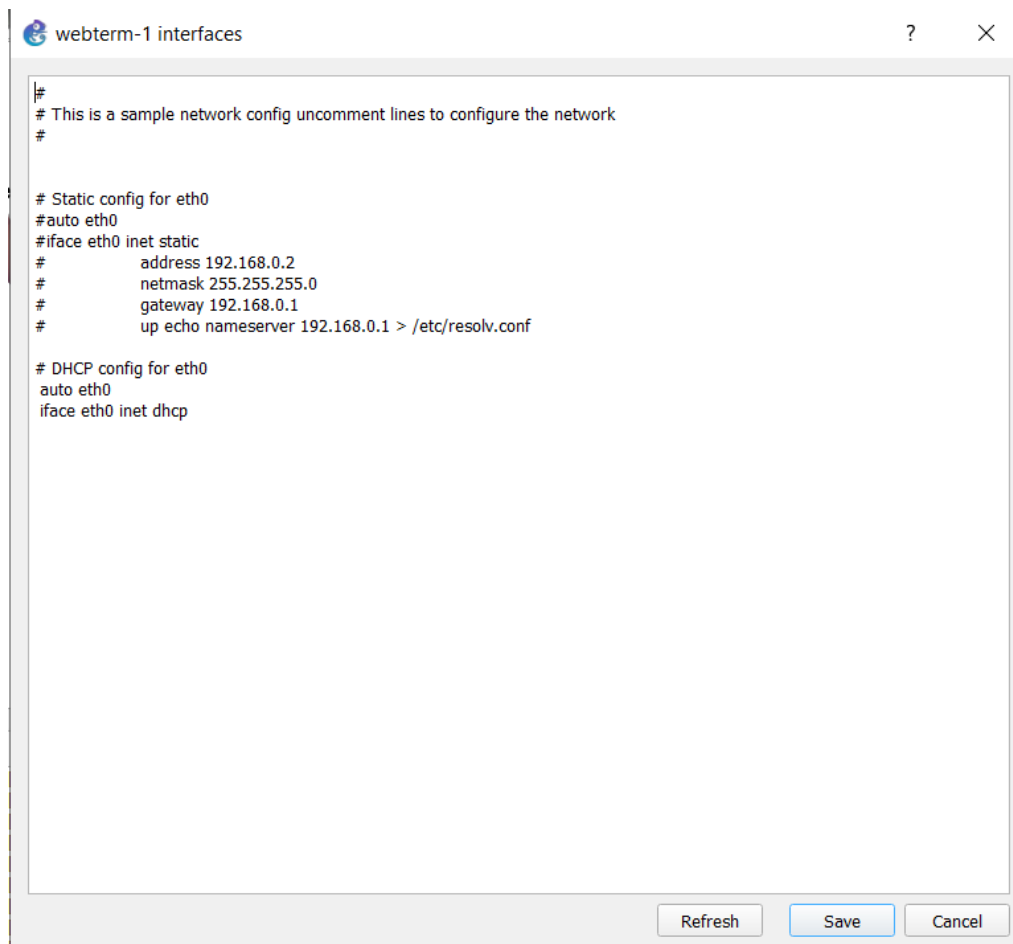 webterm-1 interfaces
?
#
# This is a sample network config uncomment lines to configure the network
#
# Static config for eth0
#auto eth0
#iface eth0 inet static
# address 192.168.0.2
# netmask 255.255.255.0
# gateway 192.168.0.1
# up echo nameserver 192.168.0.1 > /etc/resolv.conf
# DHCP config for eth0
auto eth0
iface eth0 inet dhcp
Refresh Save Cancel